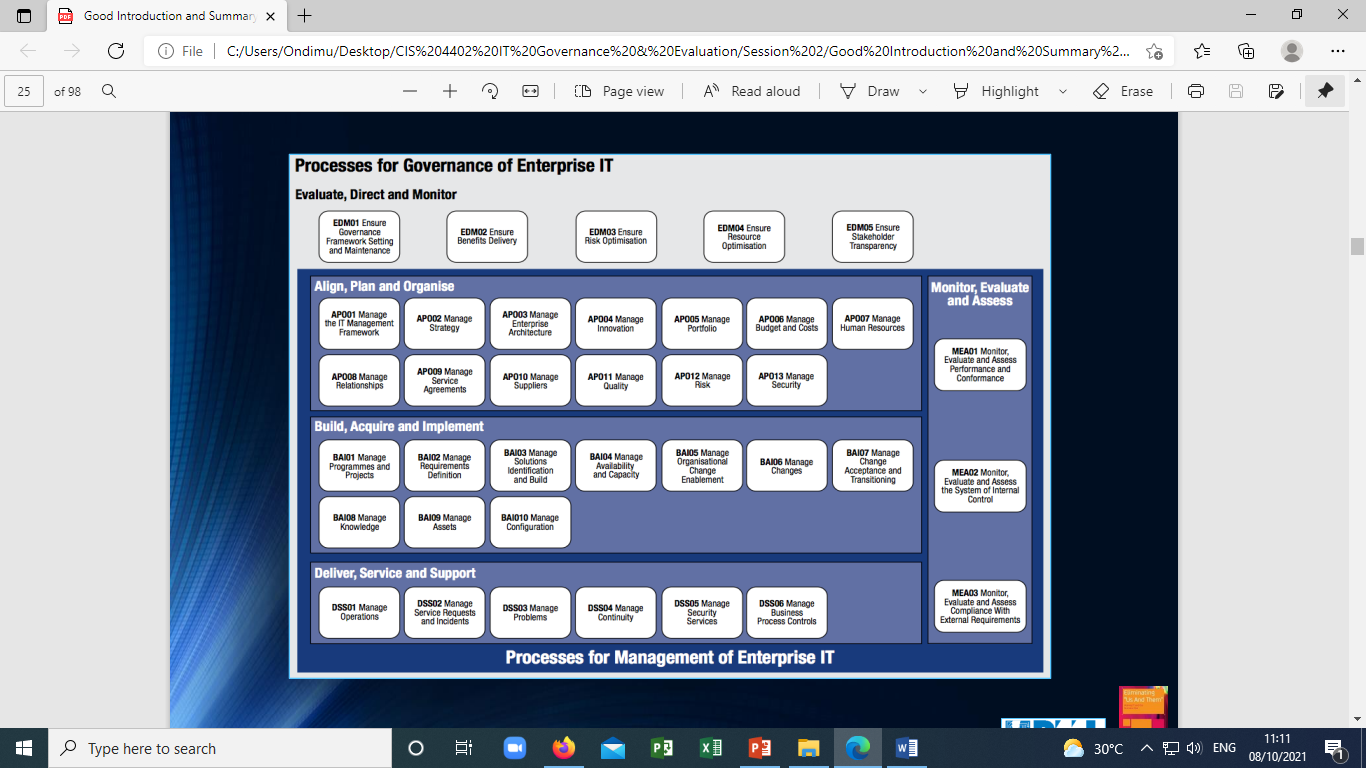 Good Introduction and Summary
File
C:/Users/Ondimu/Desktop/CIS%204402%20IT%20Governance%20&%20Evaluation/Session%202/Good%20Introduction%20and%20Summary%2...
25 of 98
Page view
Read aloud
Draw
Highlight
Erase
Processes for Governance of Enterprise IT
Evaluate, Direct and Monitor
EDM01 Ensure
Governance
Framework Setting
and Maintenance
EDM02 Ensure
Benefits Delivery
EDM03 Ensure
Risk Optimisation
EDM04 Ensure
Resource
Optimisation
EDM05 Ensure
Stakeholder
Transparency
Align, Plan and Organise
APO01 Manage
the IT Management
Framework
APO02 Manage
Strategy
APO03 Manage
Enterprise
Architecture
APO04 Manage
Innovation
APO05 Manage
Portfolio
APO06 Manage
Budget and Costs
APO07 Manage
Human Resources
APO08 Manage
Relationships
APO09 Manage
Service
Agreements
APO10 Manage
Suppliers
APO11 Manage
Quality
APO12 Manage
Risk
APO13 Manage
Security
Build, Acquire and Implement
BAI01 Manage
Programmes and
Projects
BAI02 Manage
Requirements
Definition
BAI03 Manage
Solutions
Identification
and Build
BAI04 Manage
Availability
and Capacity
BAI05 Manage
Organisational
Change
Enablement
BAI06 Manage
Changes
BAI07 Manage
Change
Acceptance and
Transitioning
BAI08 Manage
Knowledge
BAI09 Manage
Assets
BAI010 Manage
Configuration
Deliver, Service and Support
DSS01 Manage
Operations
DSS02 Manage
Service Requests
and Incidents
DSS03 Manage
Problems
DSS04 Manage
Continuity
DSS05 Manage
Security
Services
DSS06 Manage
Business
Process Controls
Monitor, Evaluate
and Assess
MEA01 Monitor,
Evaluate and Assess
Performance and
Conformance
MEA02 Monitor,
Evaluate and Assess
the System of Internal
Control
MEA03 Monitor,
Evaluate and Assess
Compliance With
External Requirements
Processes for Management of Enterprise IT
Eliminating
"Us And Them"
Type here to search
30°C
ENG
11:11
08/10/2021
1